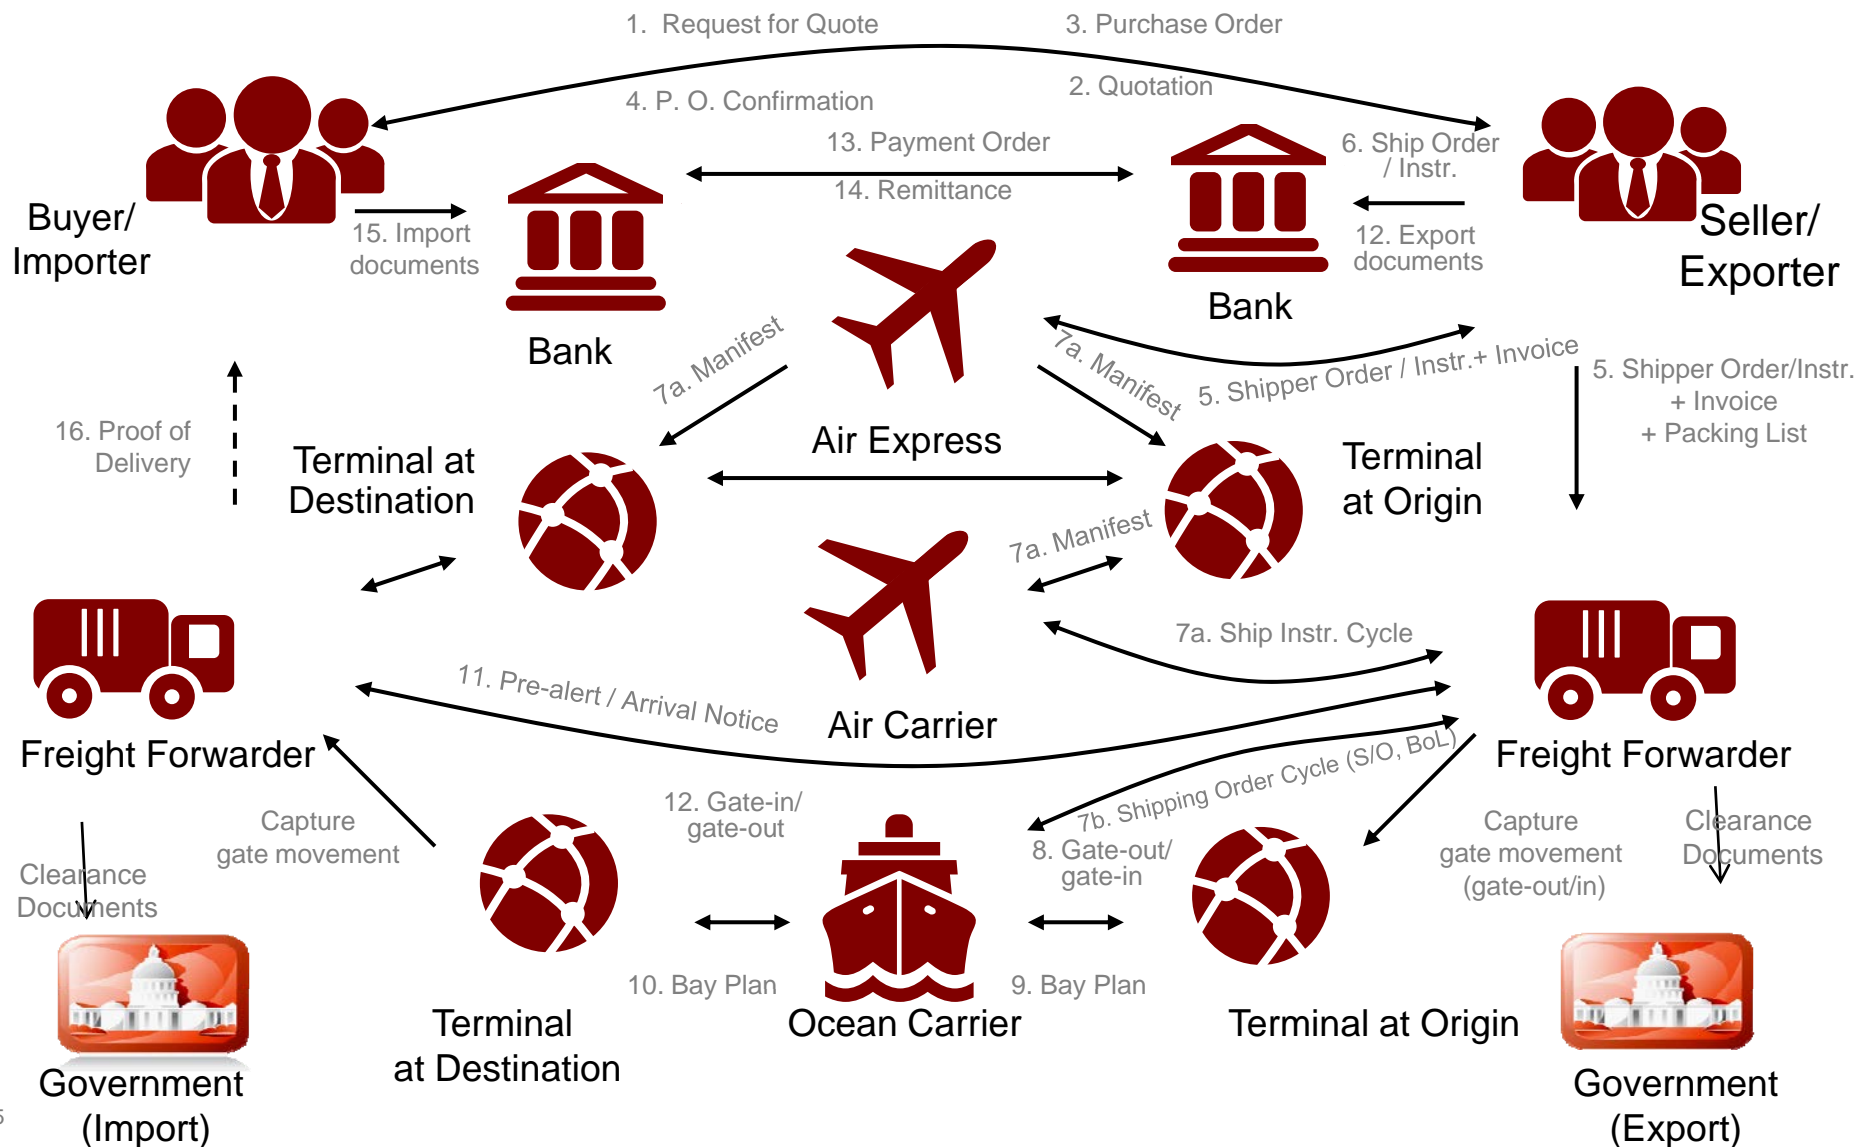 1. Request for Quote
3. Purchase Order
4. P. O. Confirmation
2. Quotation
13. Payment Order
14. Remittance
6. Ship Order
/ Instr.
Buyer/
Importer
15. Import
documents
12. Export
documents
Seller/
Exporter
Bank
Bank
7a. Manifest
7a. Manifest
5. Shipper Order / Instr.+ Invoice
5. Shipper Order/Instr.
+ Invoice
+ Packing List
16. Proof of
Delivery
Air Express
Terminal at
Destination
Terminal
at Origin
7a. Manifest
7a. Ship Instr. Cycle
11. Pre-alert / Arrival Notice
Air Carrier
Freight Forwarder
Freight Forwarder
7b. Shipping Order Cycle (S/O, BoL)
12. Gate-in/
gate-out
8. Gate-out/
gate-in
Capture
gate movement
Capture
gate movement
(gate-out/in)
Clearance
Documents
Clearance
Documents
10. Bay Plan
9. Bay Plan
Terminal
at Destination
Ocean Carrier
Terminal at Origin
Government
(Import)
Government
(Export)
5